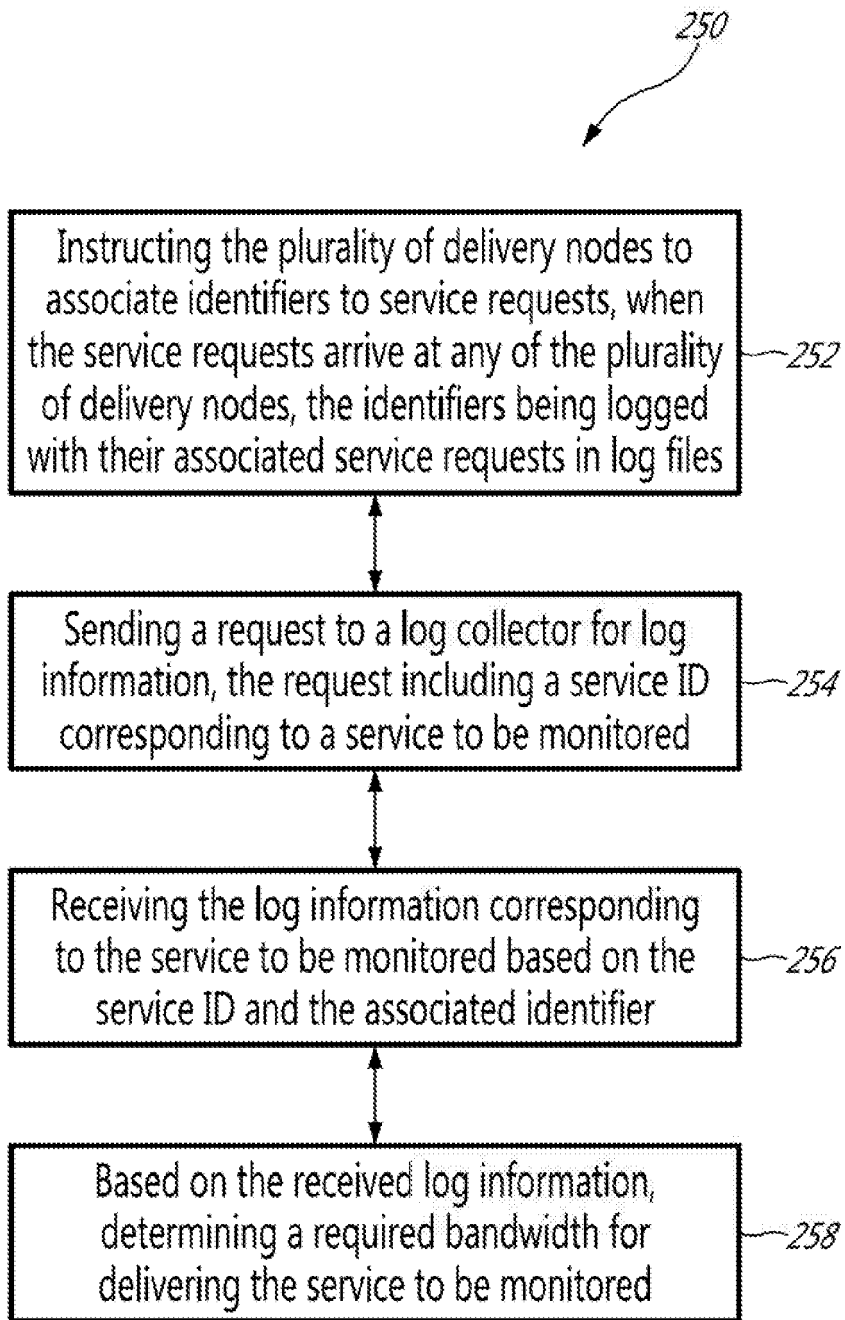 250
Instructing the plurality of delivery nodes to
associate identifiers to service requests, when
the service requests arrive at any of the plurality
of delivery nodes, the identifiers being logged
with their associated service requests in log files
252
Sending a request to a log collector for log
information, the request including a service ID
corresponding to a service to be monitored
254
Receiving the log information corresponding
to the service to be monitored based on the
service ID and the associated identifier
256
Based on the received log information,
determining a required bandwidth for
delivering the service to be monitored
258